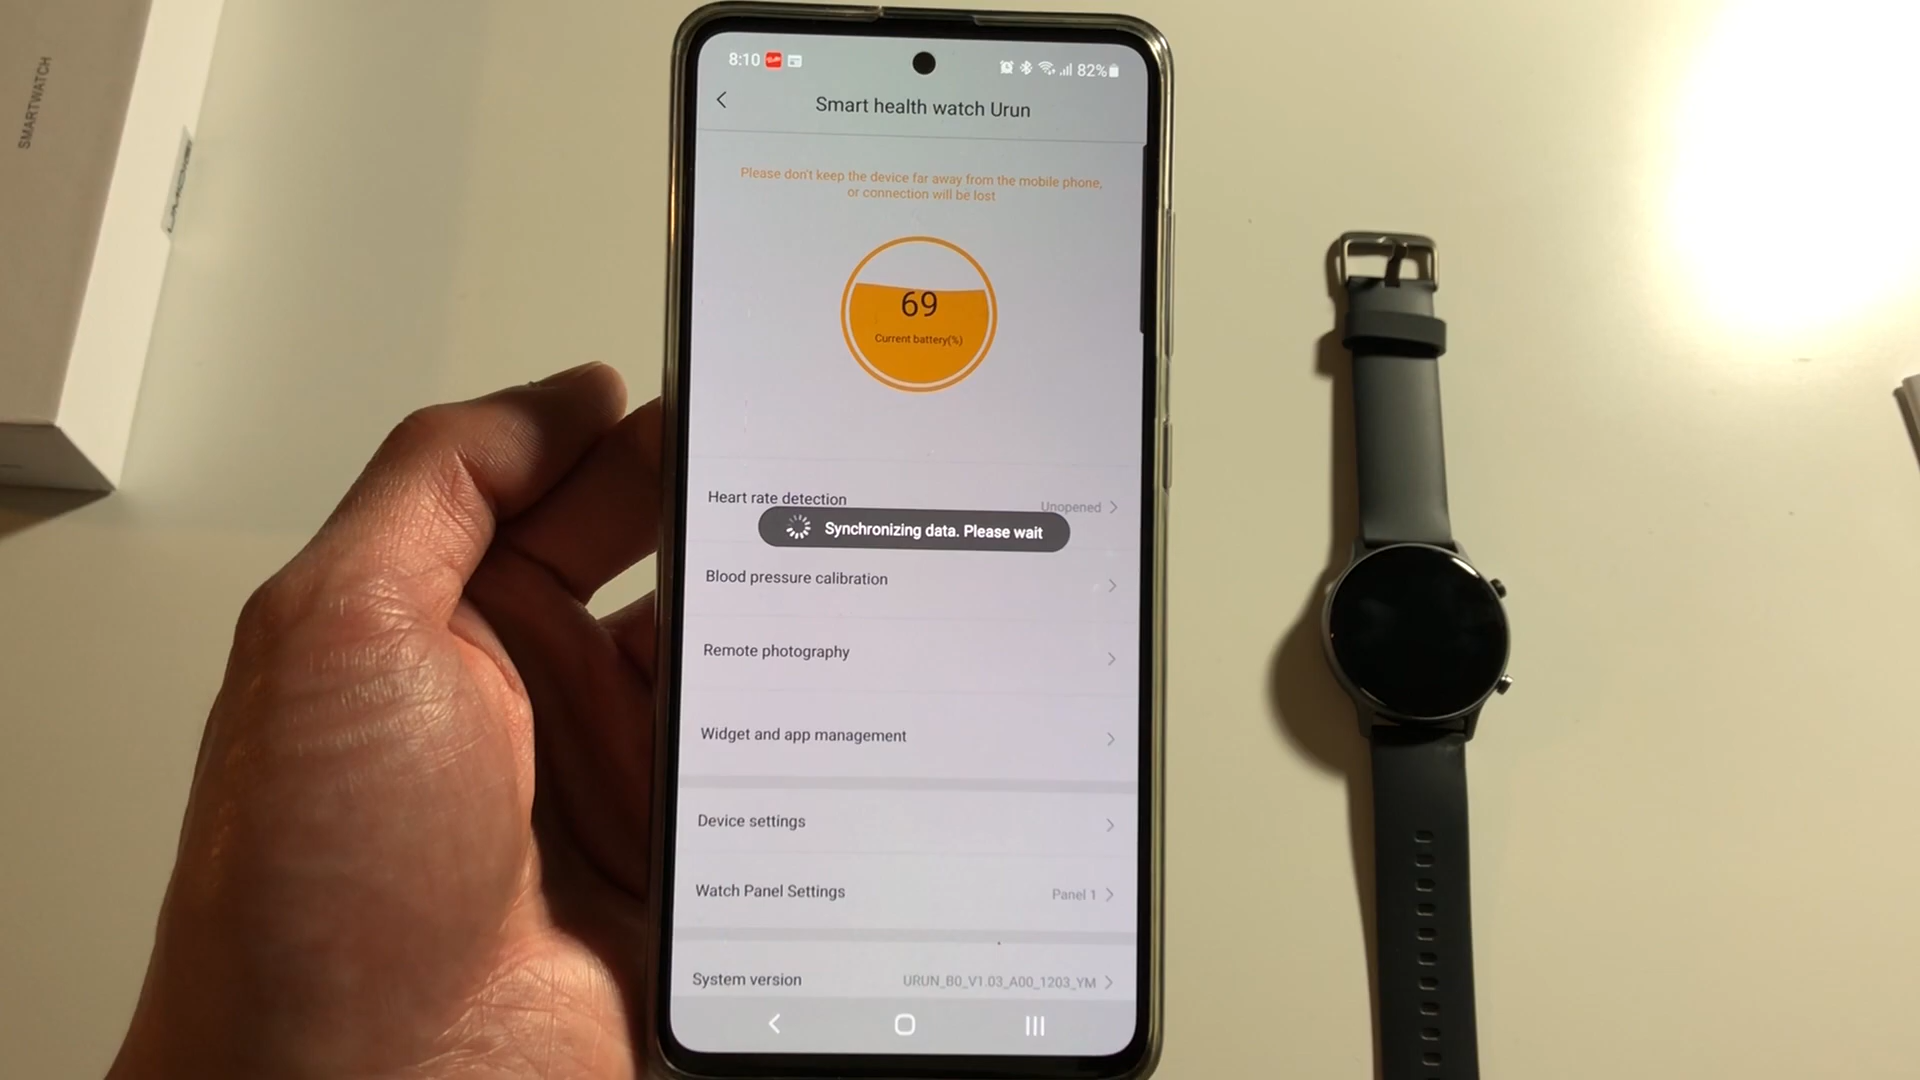 SMARTWATCH
UMIDIGI
8:10
82%
Smart health watch Urun
Please don't keep the device far away from the mobile phone,
or connection will be lost
69
Current battery(%)
Heart rate detection
Unopened
Synchronizing data. Please wait
Blood pressure calibration
Remote photography
Widget and app management
Device settings
Watch Panel Settings
Panel 1
System version
URUN_B0_V1.03_A00_1203_YM